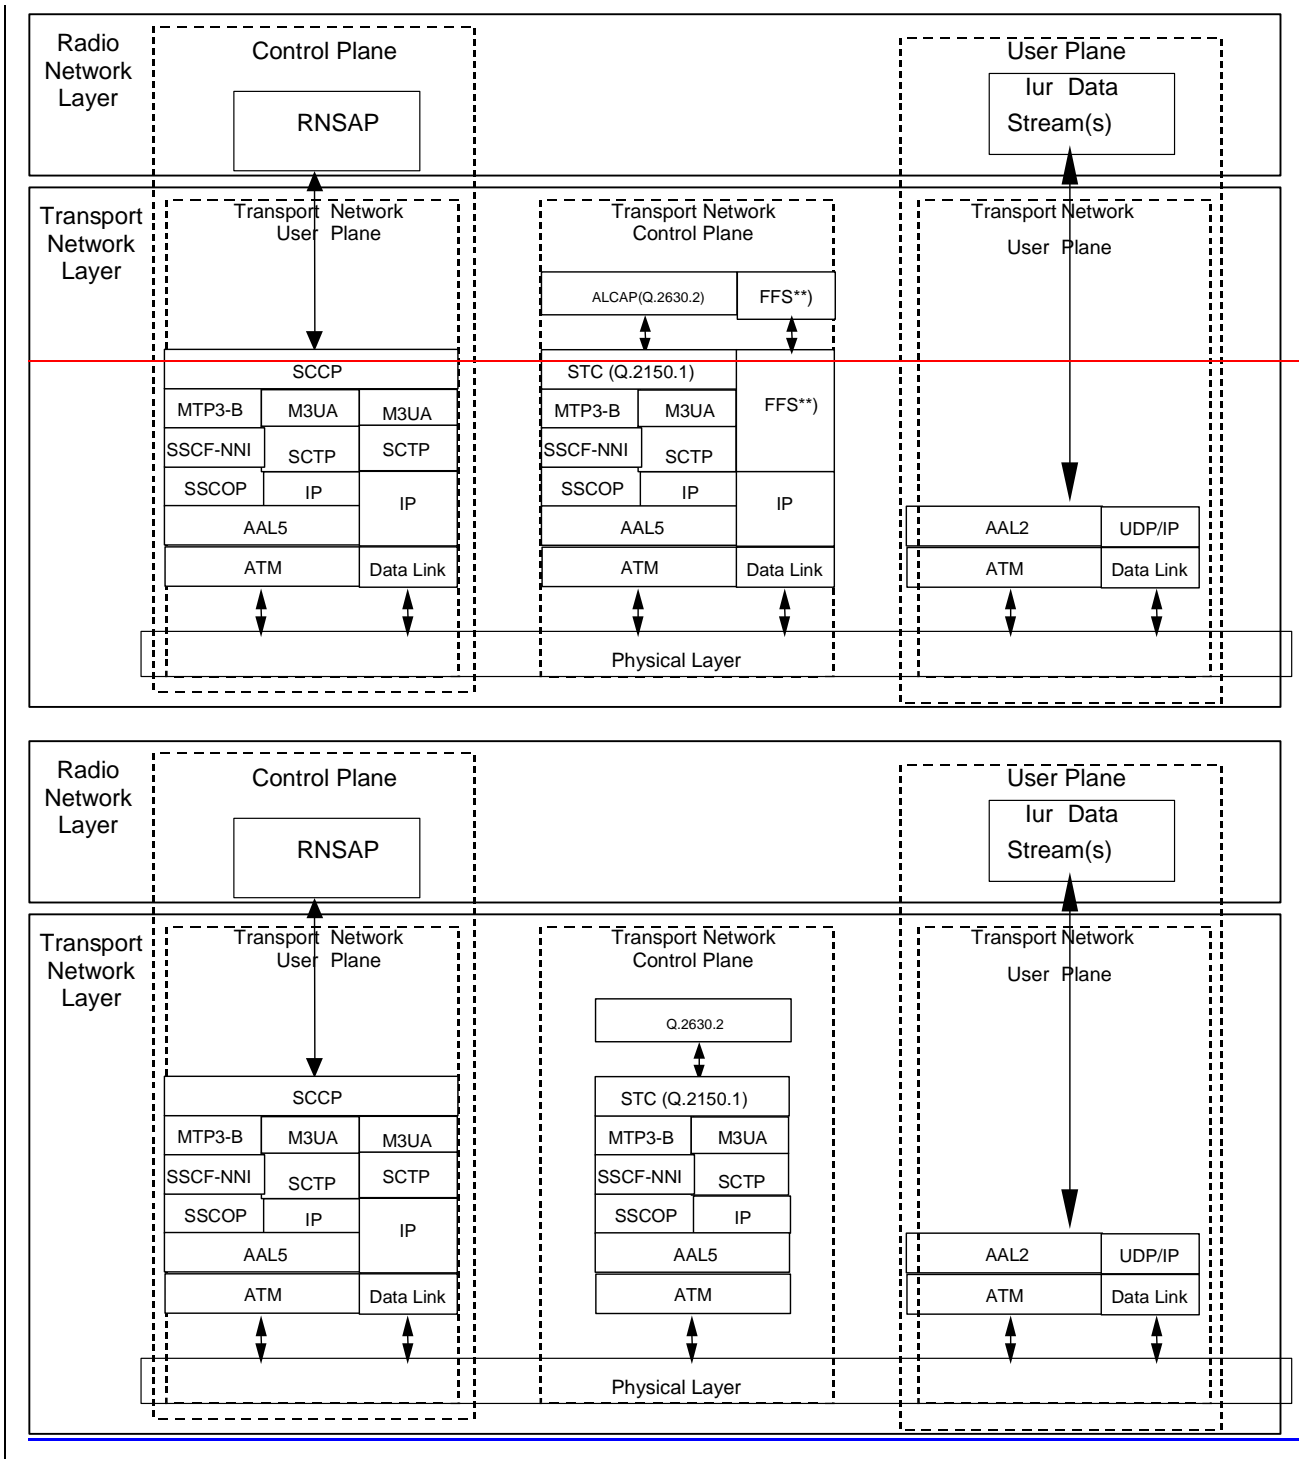 Radio
Network
Layer
Control Plane
User Plane
RNSAP
Iur Data
Stream(s)
Transport
Network
Layer
Transport Network
User Plane
Transport Network
Control Plane
Transport Network
User Plane
ALCAP(Q.2630.2)
FFS**)
SCCP
STC (Q.2150.1)
FFS**)
MTP3-B
M3UA
M3UA
MTP3-B
M3UA
SSCF-NNI
SCTP
SCTP
SSCF-NNI
SCTP
SSCOP
IP
IP
SSCOP
IP
IP
AAL5
AAL5
AAL2
UDP/IP
ATM
Data Link
ATM
Data Link
ATM
Data Link
Physical Layer
Radio
Network
Layer
Control Plane
User Plane
RNSAP
Iur Data
Stream(s)
Transport
Network
Layer
Transport Network
User Plane
Transport Network
Control Plane
Transport Network
User Plane
Q.2630.2
SCCP
STC (Q.2150.1)
MTP3-B
M3UA
M3UA
MTP3-B
M3UA
SSCF-NNI
SCTP
SCTP
SSCF-NNI
SCTP
SSCOP
IP
IP
SSCOP
IP
AAL5
AAL5
AAL2
UDP/IP
ATM
Data Link
ATM
ATM
Data Link
Physical Layer